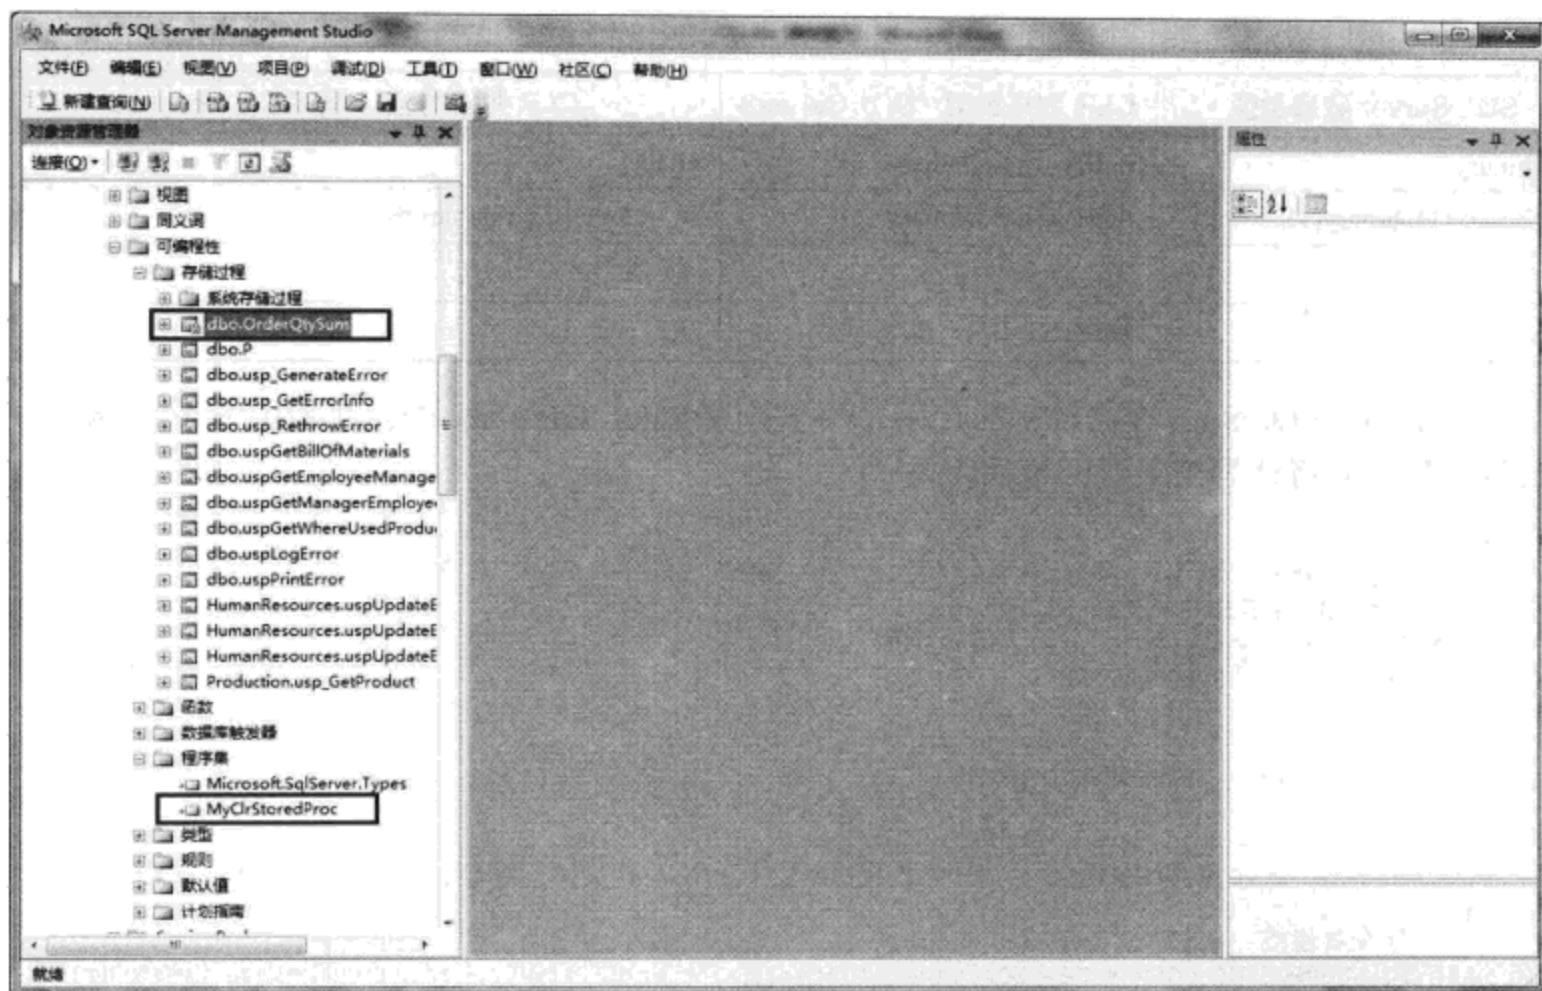 Microsoft SQL Server Management Studio
文件(F) 编辑(E) 视图(V) 项目(P) 调试(D) 工具(T) 窗口(W) 社区(C) 帮助(H)
新建查询(N)
对象资源管理器
属性
连接(O)
视图
同义词
可编程性
存储过程
系统存储过程
dbo.OrderQtySum
dbo.P
dbo.usp_GenerateError
dbo.usp_GetErrorInfo
dbo.usp_RethrowError
dbo.uspGetBillOfMaterials
dbo.uspGetEmployeeManage
dbo.uspGetManagerEmploye
dbo.uspGetWhereUsedProdu
dbo.uspLogError
dbo.uspPrintError
HumanResources.uspUpdateE
HumanResources.uspUpdateE
HumanResources.uspUpdateE
Production.usp_GetProduct
函数
数据库触发器
程序集
Microsoft.SqlServer.Types
MyClrStoredProc
类型
规则
默认值
计划指南
就绪